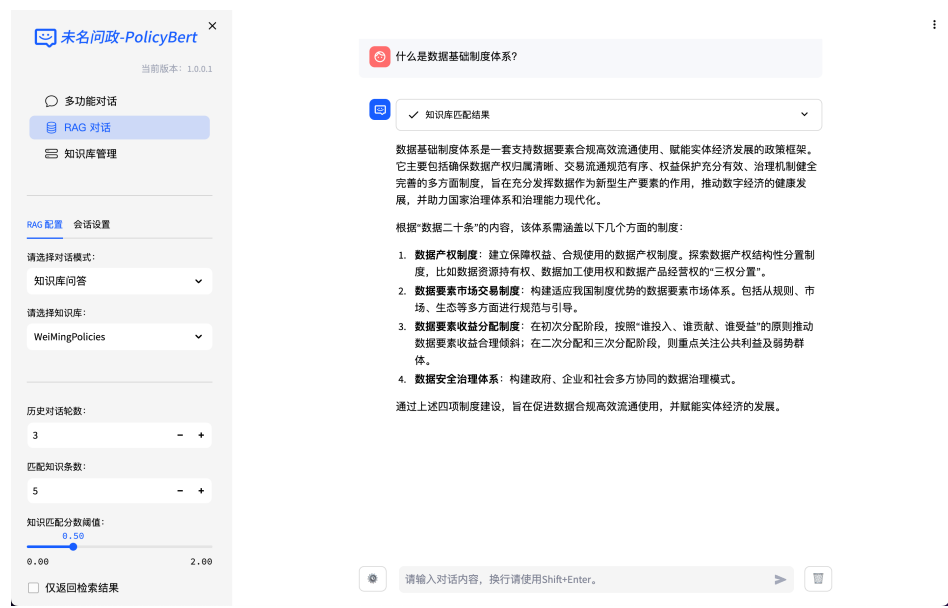 未名问政-PolicyBert
当前版本：1.0.0.1
多功能对话
RAG 对话
知识库管理
RAG 配置
会话设置
请选择对话模式：
知识库问答
请选择知识库：
WeiMingPolicies
历史对话轮数：
3
匹配知识条数：
5
知识匹配分数阈值：
0.50
0.00
2.00
仅返回检索结果
什么是数据基础制度体系?
知识库匹配结果
数据基础制度体系是一套支持数据要素合规高效流通使用、赋能实体经济发展的政策框架。
它主要包括确保数据产权归属清晰、交易流通规范有序、权益保护充分有效、治理机制健全
完善的多方面制度，旨在充分发挥数据作为新型生产要素的作用，推动数字经济的健康发
展，并助力国家治理体系和治理能力现代化。
根据“数据二十条”的内容，该体系需涵盖以下几个方面的制度：
1. 数据产权制度：建立保障权益、合规使用的数据产权制度。探索数据产权结构性分置制
度，比如数据资源持有权、数据加工使用权和数据产品经营权的“三权分置”。
2. 数据要素市场交易制度：构建适应我国制度优势的数据要素市场体系。包括从规则、市
场、生态等多方面进行规范与引导。
3. 数据要素收益分配制度：在初次分配阶段，按照“谁投入、谁贡献、谁受益”的原则推动
数据要素收益合理倾斜；在二次分配和三次分配阶段，则重点关注公共利益及弱势群
体。
4. 数据安全治理体系：构建政府、企业和社会多方协同的数据治理模式。
通过上述四项制度建设，旨在促进数据合规高效流通使用，并赋能实体经济的发展。
请输入对话内容，换行请使用Shift+Enter。